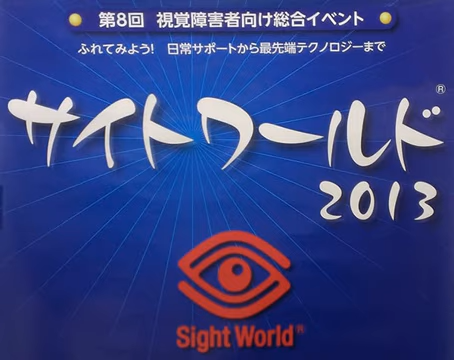 第8回 視覚障害者向け総合イベント
ふれてみよう! 日常サポートから最先端テクノロジーまで
サイトワールド®
2013
Sight World®